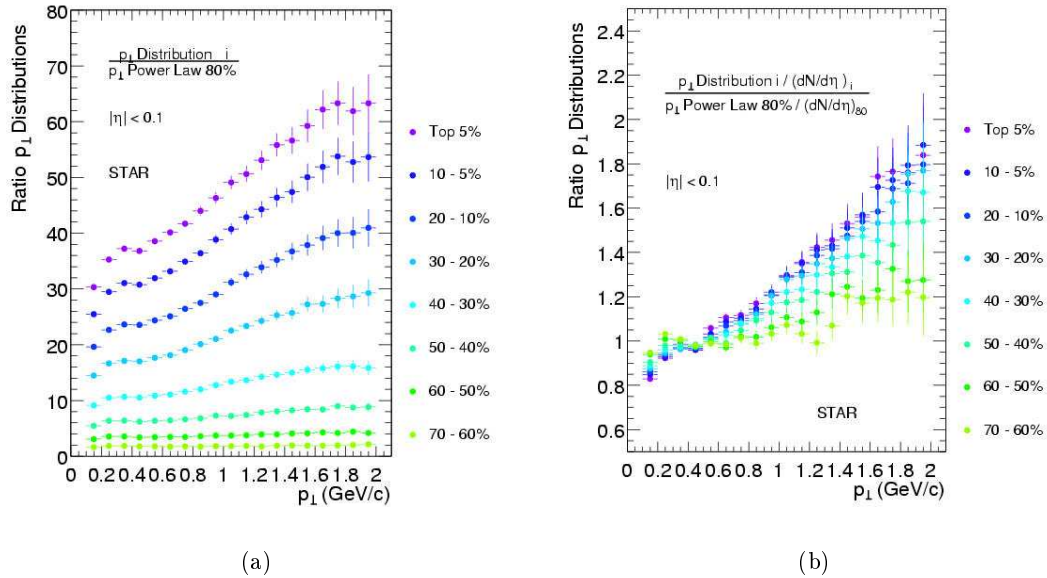 Ratio p⊥ Distributions
80
70
60
50
40
30
20
10
0
p⊥ Distribution i
p⊥ Power Law 80%
|η| < 0.1
STAR
0 0.2 0.4 0.6 0.8 1 1.2 1.4 1.6 1.8 2
p⊥ (GeV/c)
Top 5%
10 - 5%
20 - 10%
30 - 20%
40 - 30%
50 - 40%
60 - 50%
70 - 60%
(a)
Ratio p⊥ Distributions
2.4
2.2
2.0
1.8
1.6
1.4
1.2
1.0
0.8
0.6
p⊥ Distribution i / (dN/dη)i
p⊥ Power Law 80% / (dN/dη)80
|η| < 0.1
STAR
0 0.2 0.4 0.6 0.8 1 1.2 1.4 1.6 1.8 2
p⊥ (GeV/c)
Top 5%
10 - 5%
20 - 10%
30 - 20%
40 - 30%
50 - 40%
60 - 50%
70 - 60%
(b)